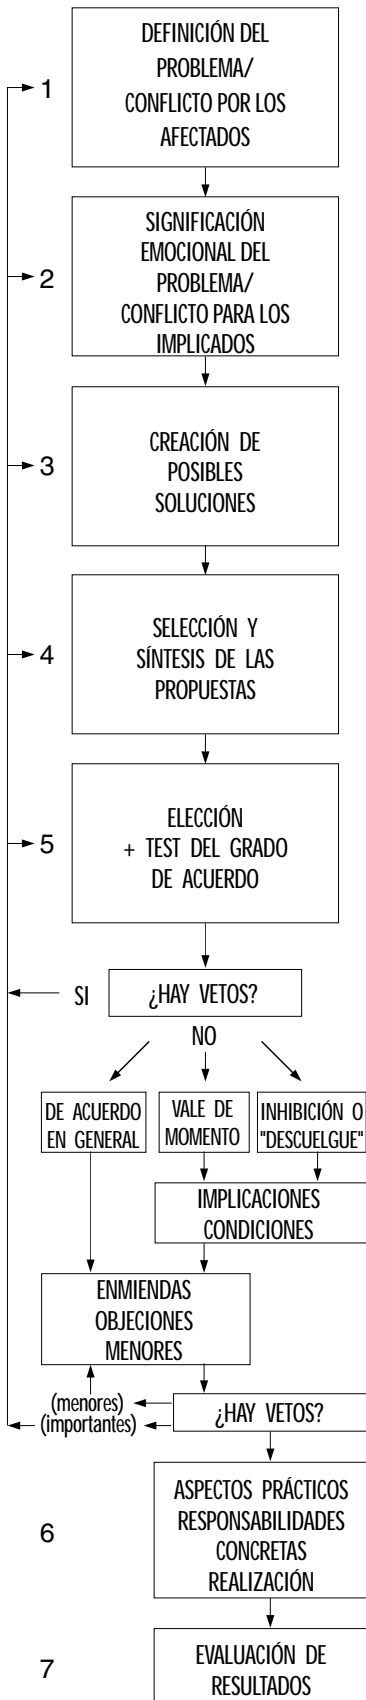 DEFINICIÓN DEL
PROBLEMA/
1
CONFLICTO POR LOS
AFECTADOS
SIGNIFICACIÓN
EMOCIONAL DEL
2
PROBLEMA/
CONFLICTO PARA LOS
IMPLICADOS
3
CREACIÓN DE
POSIBLES
SOLUCIONES
4
SELECCIÓN Y
SÍNTESIS DE LAS
PROPUESTAS
5
ELECCIÓN
+ TEST DEL GRADO
DE ACUERDO
SI
¿HAY VETOS?
NO
DE ACUERDO
EN GENERAL
VALE DE
MOMENTO
INHIBICIÓN O
"DESCUELGUE"
IMPLICACIONES
CONDICIONES
ENMIENDAS
OBJECIONES
MENORES
(menores)
(importantes)
¿HAY VETOS?
6
ASPECTOS PRÁCTICOS
RESPONSABILIDADES
CONCRETAS
REALIZACIÓN
7
EVALUACIÓN DE
RESULTADOS